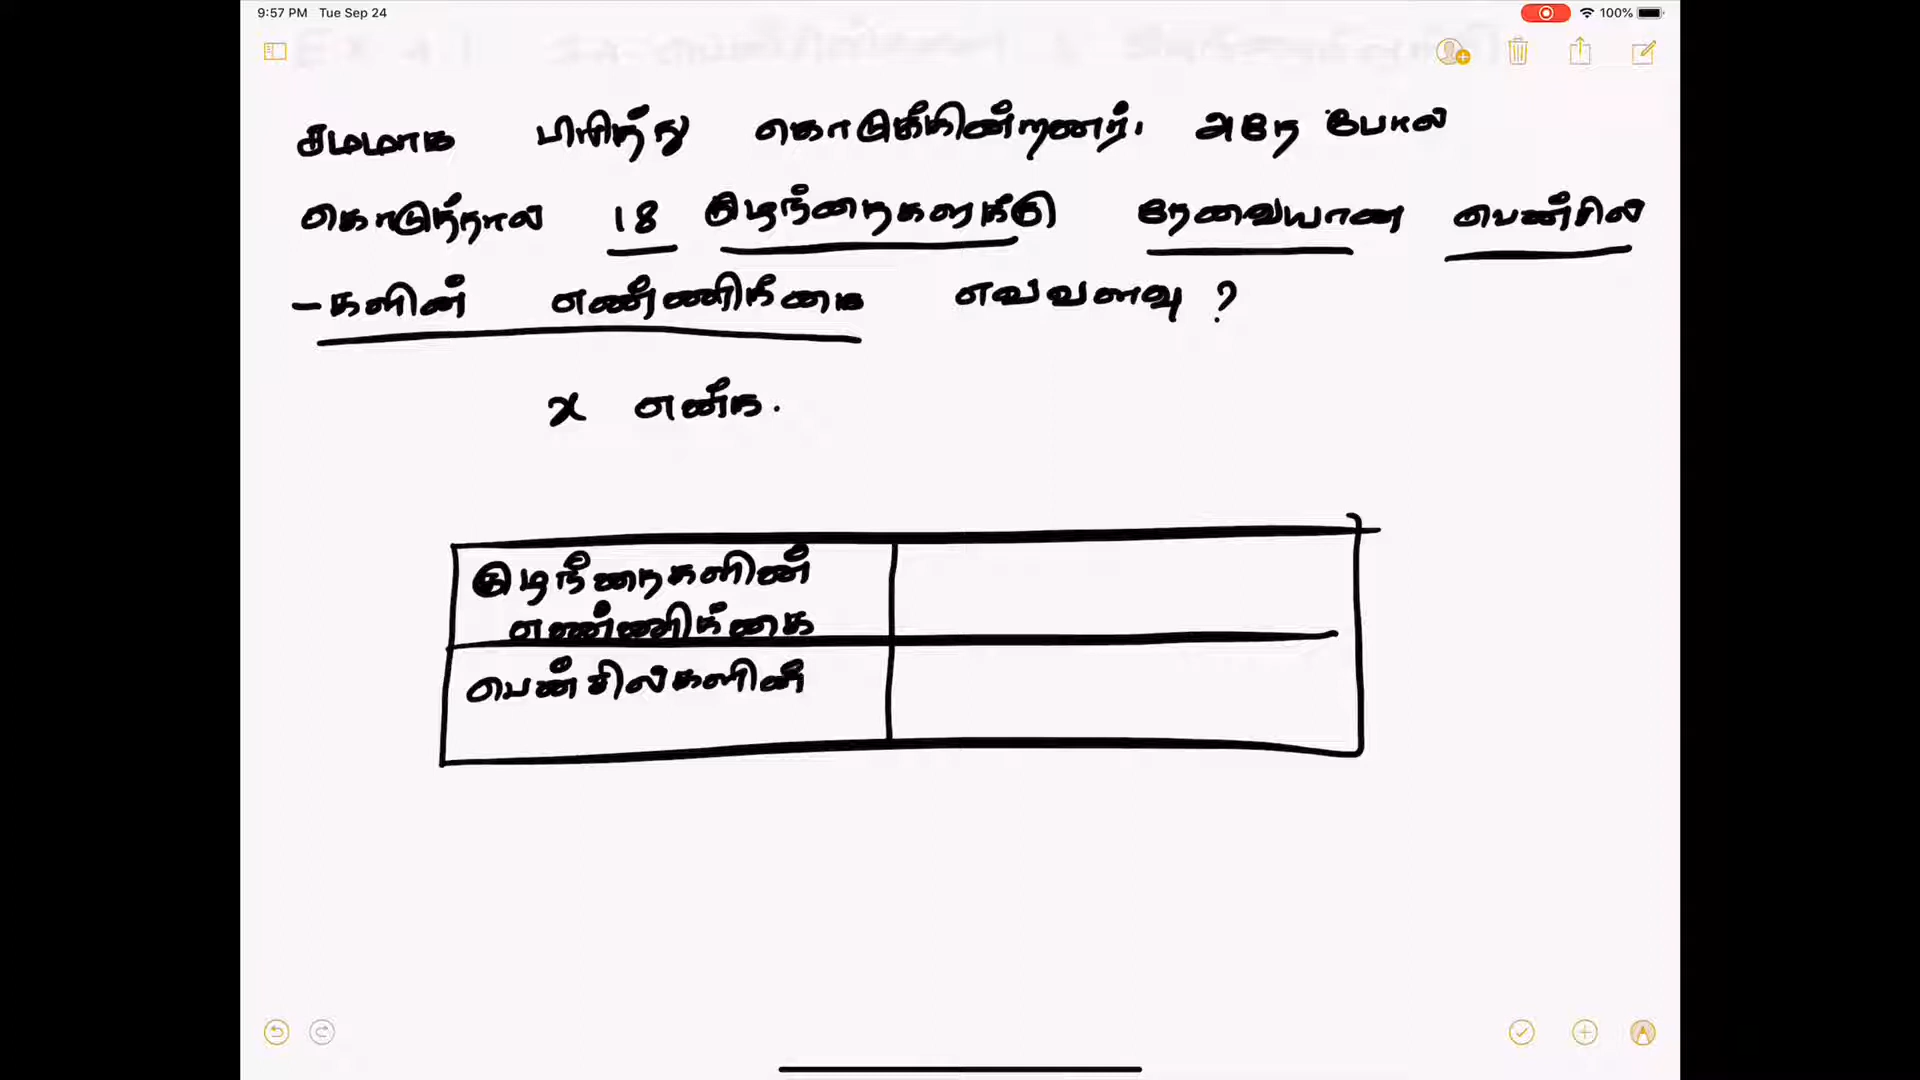 9:57 PM Tue Sep 24 100%
சமமாக பிரித்து கொடுக்கின்றனர். அதே போல
கொடுத்தால் 18 குழந்தைகளுக்கு தேவையான பென்சில்
-களின் எண்ணிக்கை எவ்வளவு ?
x என்க.
குழந்தைகளின்
எண்ணிக்கை
பென்சில்களின்